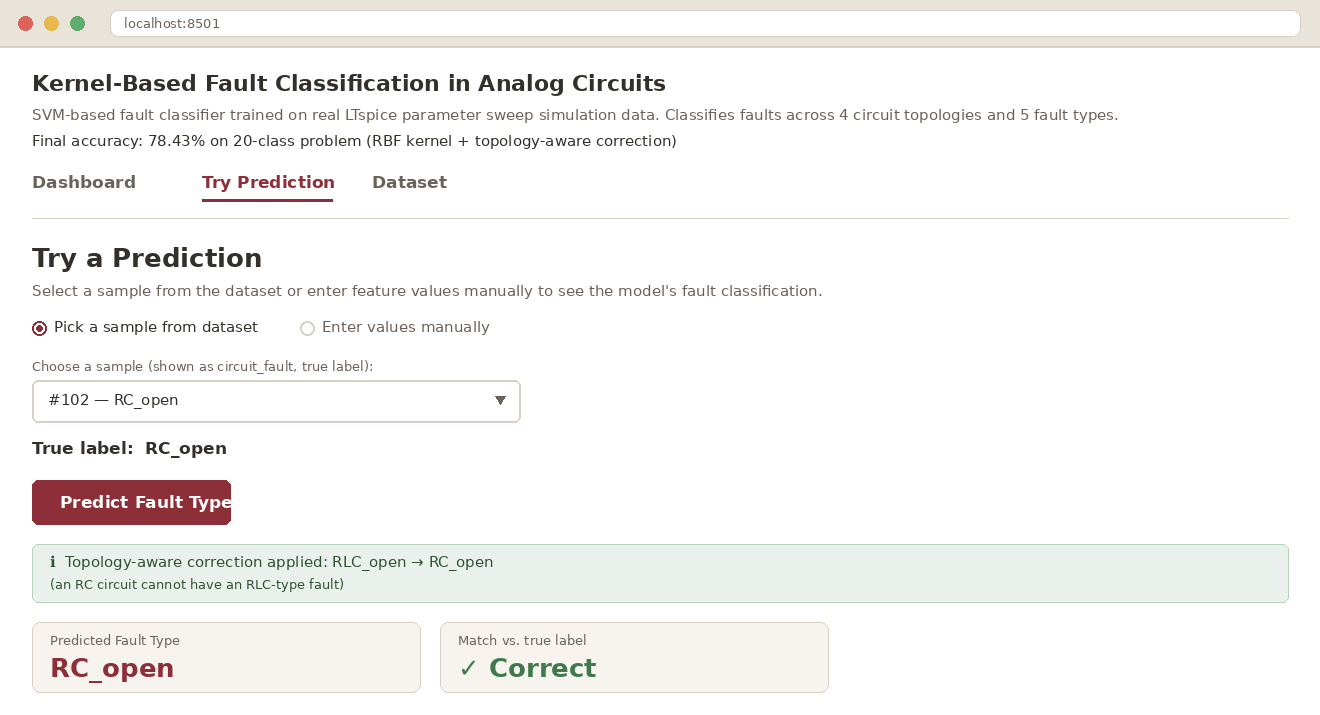 localhost:8501
Kernel-Based Fault Classification in Analog Circuits
SVM-based fault classifier trained on real LTspice parameter sweep simulation data. Classifies faults across 4 circuit topologies and 5 fault types.
Final accuracy: 78.43% on 20-class problem (RBF kernel + topology-aware correction)
Dashboard Try Prediction Dataset
Try a Prediction
Select a sample from the dataset or enter feature values manually to see the model's fault classification.
Pick a sample from dataset Enter values manually
Choose a sample (shown as circuit_fault, true label):
#102 — RC_open
True label: RC_open
Predict Fault Type
ℹ Topology-aware correction applied: RLC_open → RC_open
(an RC circuit cannot have an RLC-type fault)
Predicted Fault Type Match vs. true label
RC_open ✓ Correct